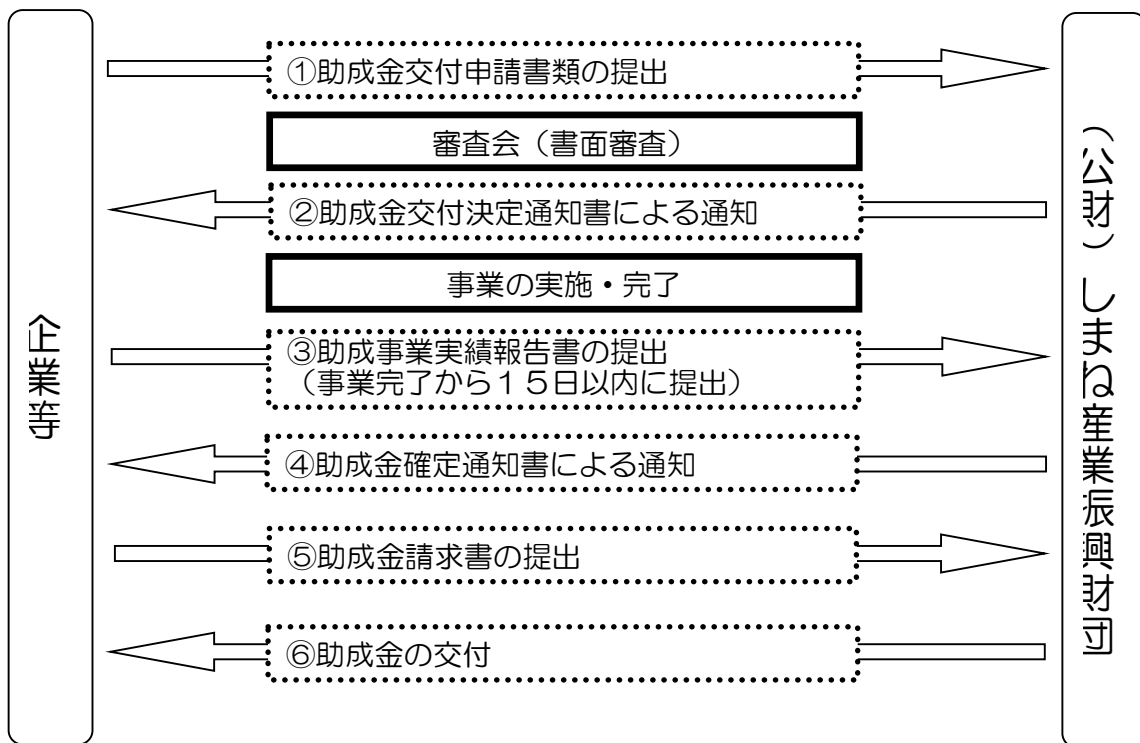 企業等
①助成金交付申請書類の提出
審査会（書面審査）
②助成金交付決定通知書による通知
事業の実施・完了
③助成事業実績報告書の提出
（事業完了から１５日以内に提出）
④助成金確定通知書による通知
⑤助成金請求書の提出
⑥助成金の交付
（公財）しまね産業振興財団